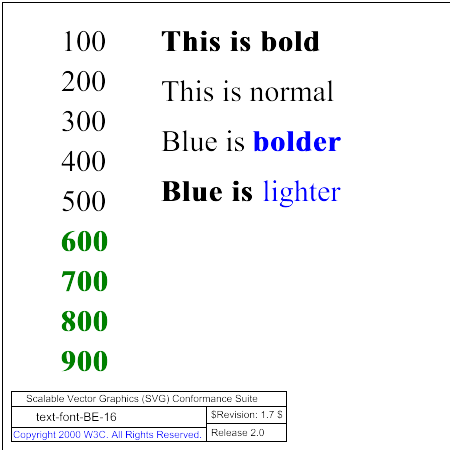 100
200
300
400
500
600
700
800
900
This is bold
This is normal
Blue is bolder
Blue is lighter
Scalable Vector Graphics (SVG) Conformance Suite
text-font-BE-16
$Revision: 1.7 $
Copyright 2000 W3C. All Rights Reserved.
Release 2.0